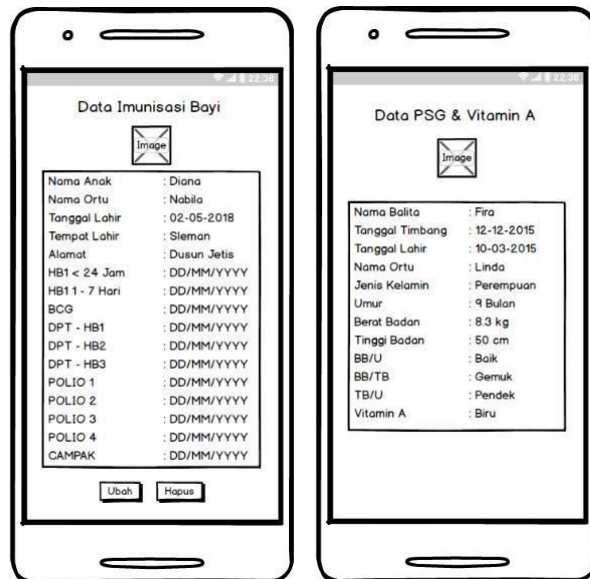 22:38
Data Imunisasi Bayi
Image
Nama Anak : Diana
Nama Ortu : Nabila
Tanggal Lahir : 02-05-2018
Tempat Lahir : Sleman
Alamat : Dusun Jetis
HB1 < 24 Jam : DD/MM/YYYY
HB1 1 - 7 Hari : DD/MM/YYYY
BCG : DD/MM/YYYY
DPT - HB1 : DD/MM/YYYY
DPT - HB2 : DD/MM/YYYY
DPT - HB3 : DD/MM/YYYY
POLIO 1 : DD/MM/YYYY
POLIO 2 : DD/MM/YYYY
POLIO 3 : DD/MM/YYYY
POLIO 4 : DD/MM/YYYY
CAMPAK : DD/MM/YYYY
Ubah Hapus
22:38
Data PSG & Vitamin A
Image
Nama Balita : Fira
Tanggal Timbang : 12-12-2015
Tanggal Lahir : 10-03-2015
Nama Ortu : Linda
Jenis Kelamin : Perempuan
Umur : 9 Bulan
Berat Badan : 8.3 kg
Tinggi Badan : 50 cm
BB/U : Baik
BB/TB : Gemuk
TB/U : Pendek
Vitamin A : Biru